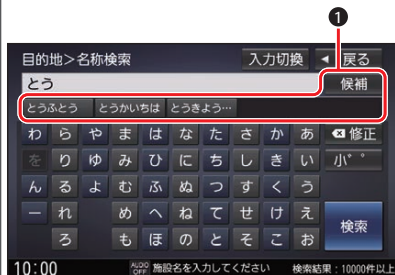 1
目的地>名称検索 入力切換 ◀ 戻る
とう 候補
とうふとう とうかいちは とうきよう…
わ ら や ま は な た さ か あ 修正
を り ゆ み ひ に ち し き い 小゛゜
ん る よ む ふ ぬ つ す く う
ー れ め へ ね て せ け え 検索
ろ も ほ の と そ こ お
10:00 AUDIO OFF 施設名を入力してください 検索結果:10000件以上